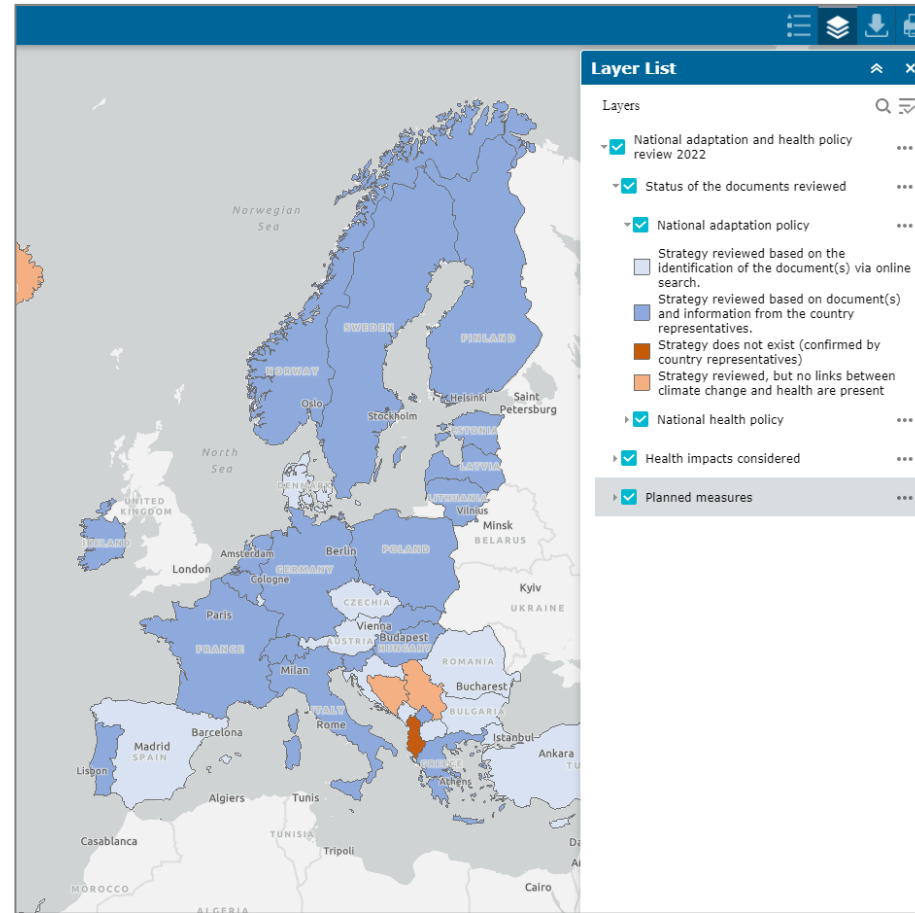 Layer List
Layers
National adaptation and health policy
review 2022
Status of the documents reviewed
National adaptation policy
Strategy reviewed based on the
identification of the document(s) via online
search.
Strategy reviewed based on document(s)
and information from the country
representatives.
Strategy does not exist (confirmed by
country representatives)
Strategy reviewed, but no links between
climate change and health are present
National health policy
Health impacts considered
Planned measures
Norwegian
Sea
SWEDEN
FINLAND
NORWAY
Oslo
Helsinki
Saint
Petersburg
Stockholm
ESTONIA
North
Sea
LATVIA
DENMARK
LITHUANIA
UNITED
KINGDOM
Vilnius
Minsk
IRELAND
BELARUS
Amsterdam
Berlin
POLAND
London
GERMANY
Cologne
Kyiv
CZECHIA
UKRAINE
Paris
Vienna
AUSTRIA
Budapest
HUNGARY
FRANCE
ROMANIA
Milan
Bucharest
ITALY
BULGARIA
Rome
Barcelona
Istanbul
Madrid
SPAIN
Ankara
TU
GREECE
Lisbon
Athens
Algiers
Tunis
TUNISIA
Casablanca
Tripoli
Da
MOROCCO
Cairo
ALGERIA